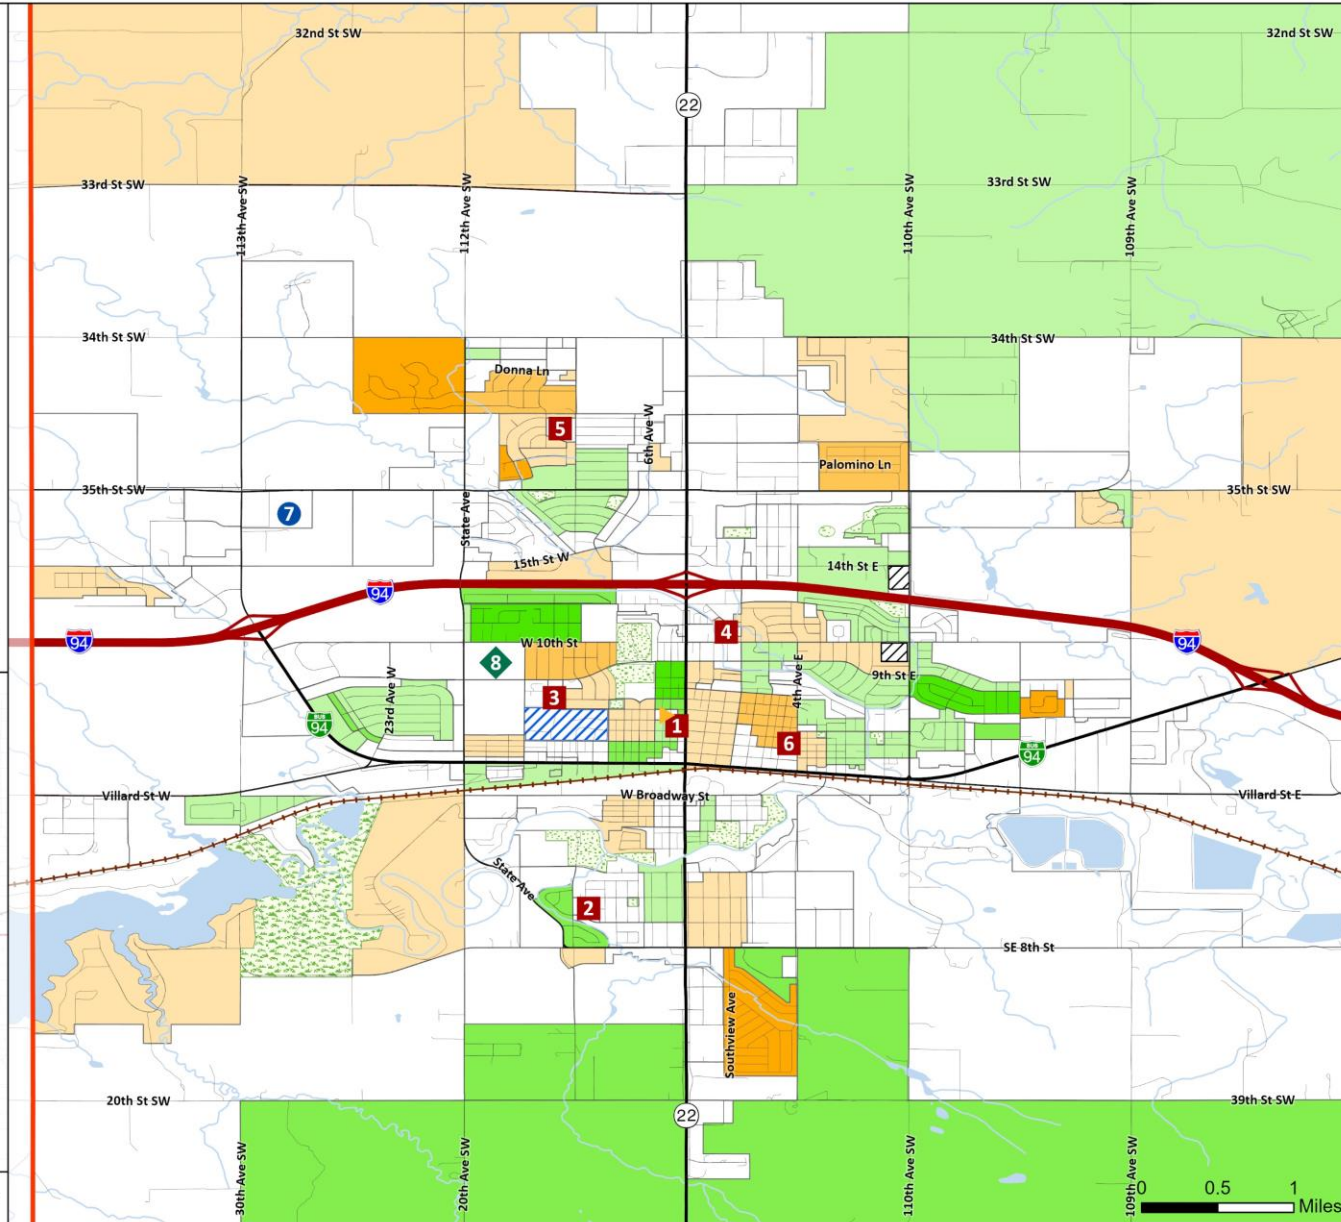 32nd St SW
32nd St SW
22
33rd St SW
33rd St SW
113th Ave SW
112th Ave SW
110th Ave SW
109th Ave SW
34th St SW
34th St SW
Donna Ln
5
6th Ave W
Palomino Ln
35th St SW
35th St SW
7
State Ave
15th St W
14th St E
94
94
94
4
W 10th St
8
9th St E
3
4th Ave E
23rd Ave W
1
BUS
94
6
BUS
94
Villard St W
W Broadway St
Villard St E
State Ave
2
SE 8th St
Southview Ave
20th St SW
39th St SW
22
30th Ave SW
20th Ave SW
110th Ave SW
109th Ave SW
0 0.5 1
Miles